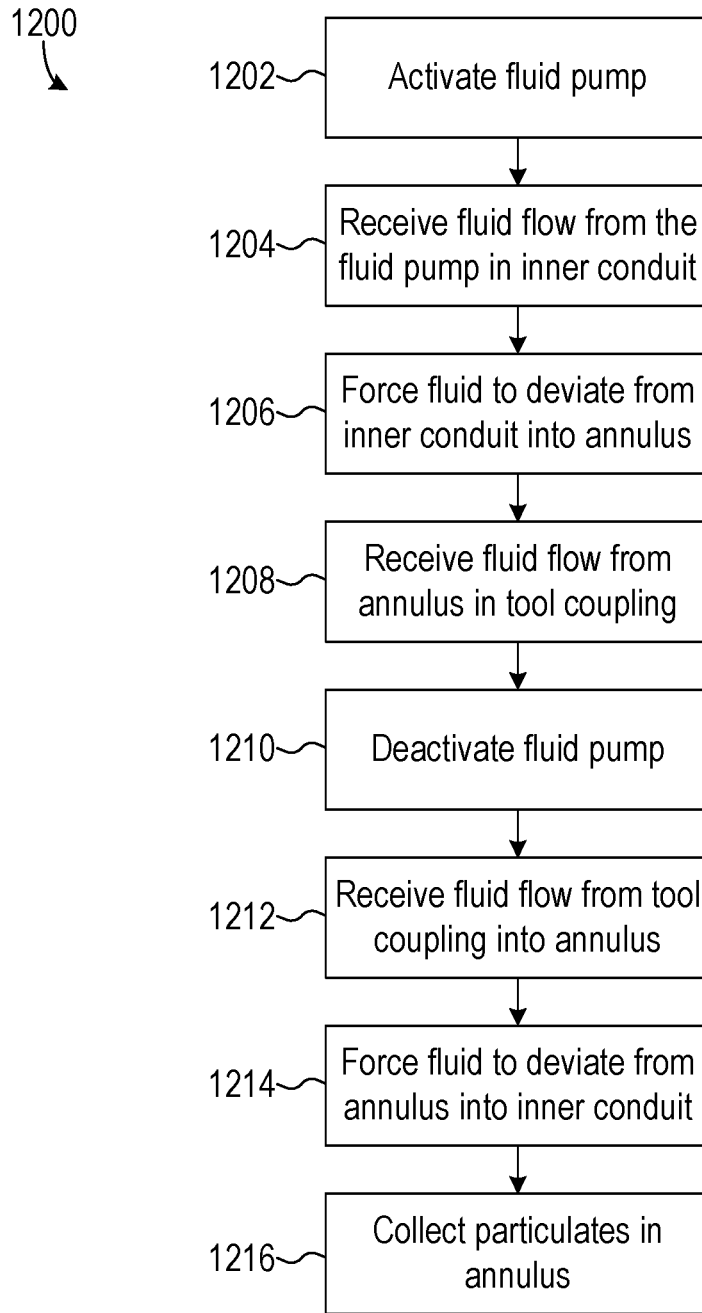 1200
1202
Activate fluid pump
1204
Receive fluid flow from the
fluid pump in inner conduit
1206
Force fluid to deviate from
inner conduit into annulus
1208
Receive fluid flow from
annulus in tool coupling
1210
Deactivate fluid pump
1212
Receive fluid flow from tool
coupling into annulus
1214
Force fluid to deviate from
annulus into inner conduit
1216
Collect particulates in
annulus